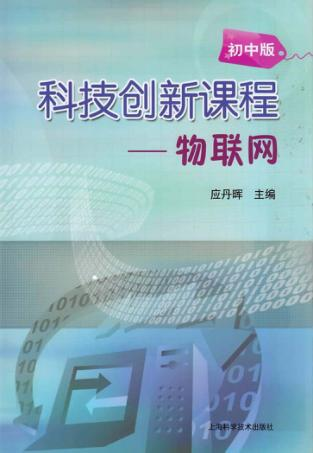 初中版
科技创新课程
—物联网
应丹晖 主编
上海科学技术出版社